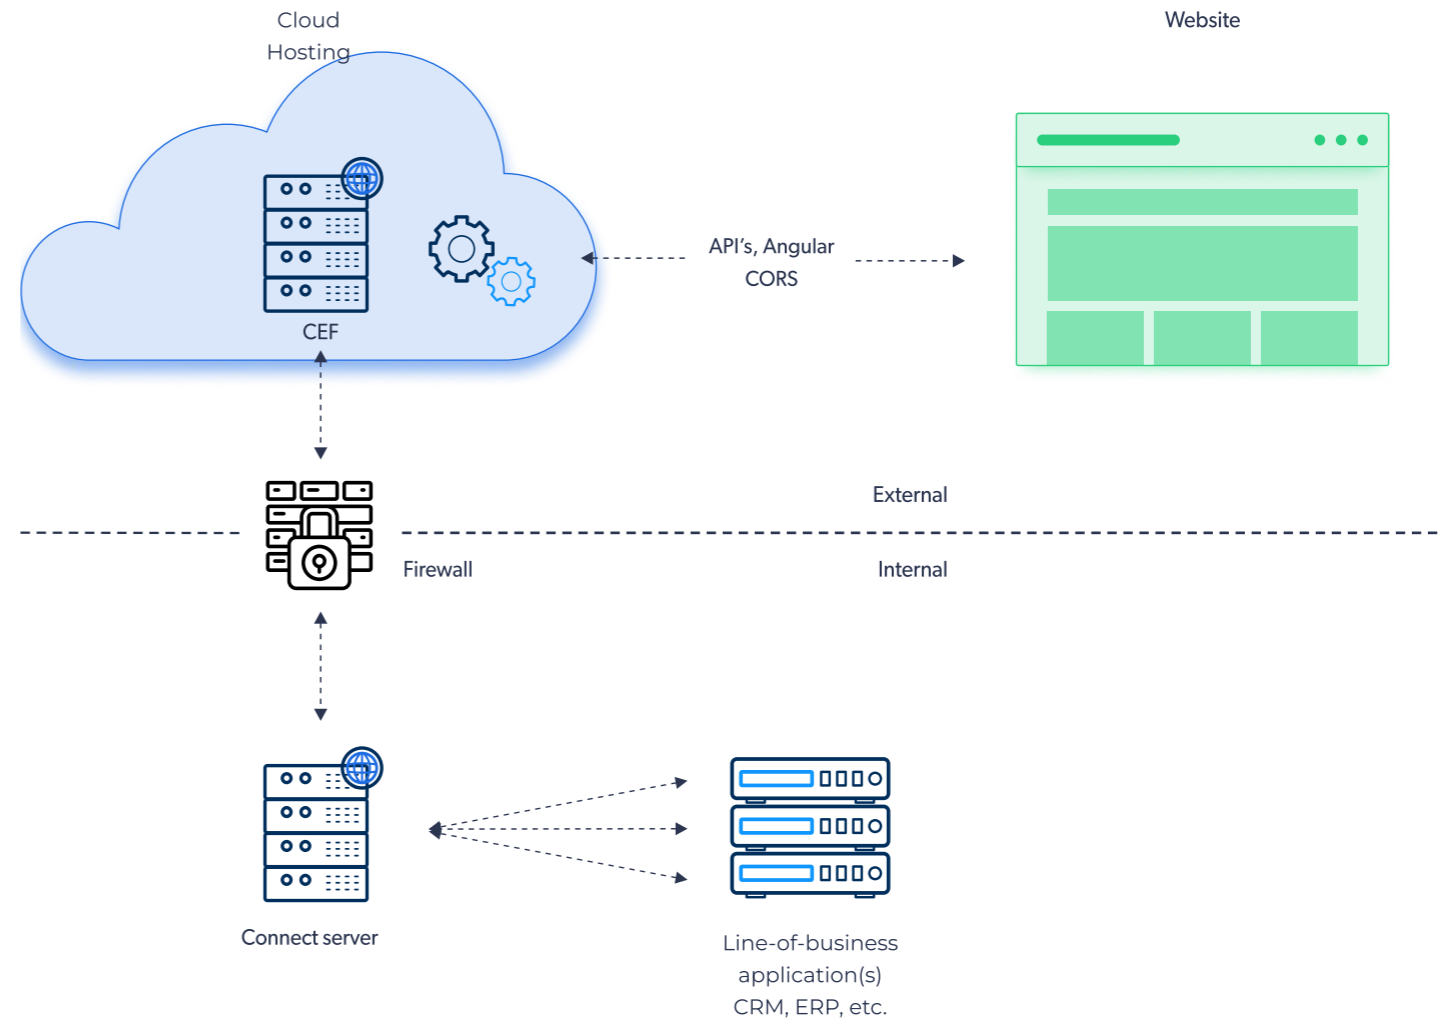 Cloud
Hosting
Website
API's, Angular
CORS
CEF
External
Firewall
Internal
Connect server
Line-of-business
application(s)
CRM, ERP, etc.